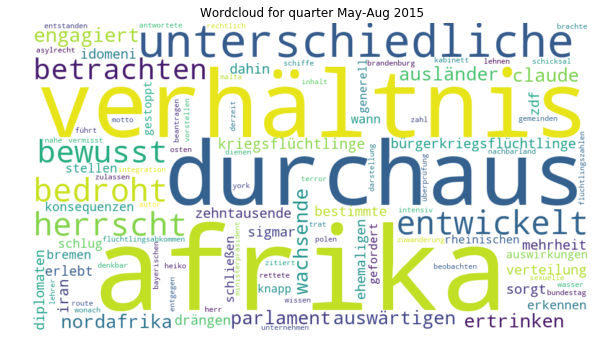 Wordcloud for quarter May-Aug 2015
entstanden antwortete rechtlich schiffe kabinett schicksal brachte
engagiert unterschiedliche
asylrecht idomeni brandenburg lehnen
betrachten dahin generell ausländer claude
gestoppt motto malta inhalt wann zdf
verhältnis
führt beantragen vorstellen derzeit zahl gemeinden
nahe vermisst kriegsflüchtlinge bürgerkriegsflüchtlinge
bewusst durchaus
stellen osten dienen nachbarland flüchtlingszahlen
zulassen integration york terror darstellung überprüfung
bedroht autor
konsequenzen zehntausende bestimmte intensiv
herrscht afrika entwickelt
schlug flüchtlingsabkommen sigmar trat zuwanderung rheinischen mehrheit
bremen bayerischen ministerpräsident zitiert polen auswirkungen
diplomaten erlebt denkbar heiko schließen rettete wachsende ehemaligen gefordert verteilung sexuelle
iran knapp beobachten sorgt wasser
lehrer route entgegen herr wissen erkennen bundestag
nordafrika wonach drängen parlament auswärtigen ertrinken
unternehmen